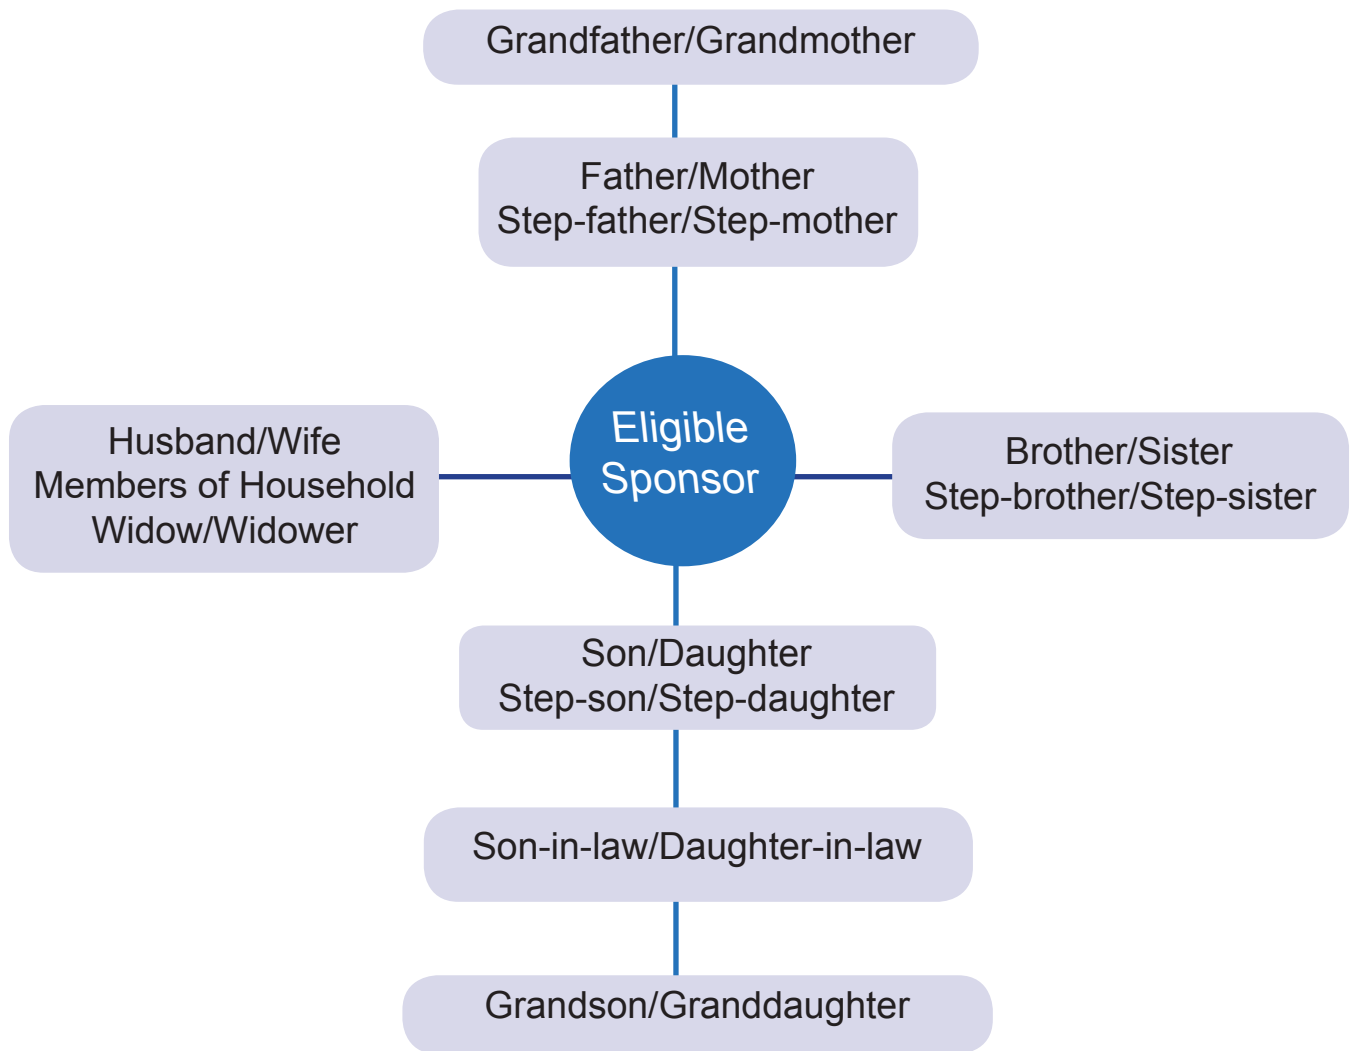 Grandfather/Grandmother
Father/Mother
Step-father/Step-mother
Eligible
Sponsor
Husband/Wife
Members of Household
Widow/Widower
Brother/Sister
Step-brother/Step-sister
Son/Daughter
Step-son/Step-daughter
Son-in-law/Daughter-in-law
Grandson/Granddaughter